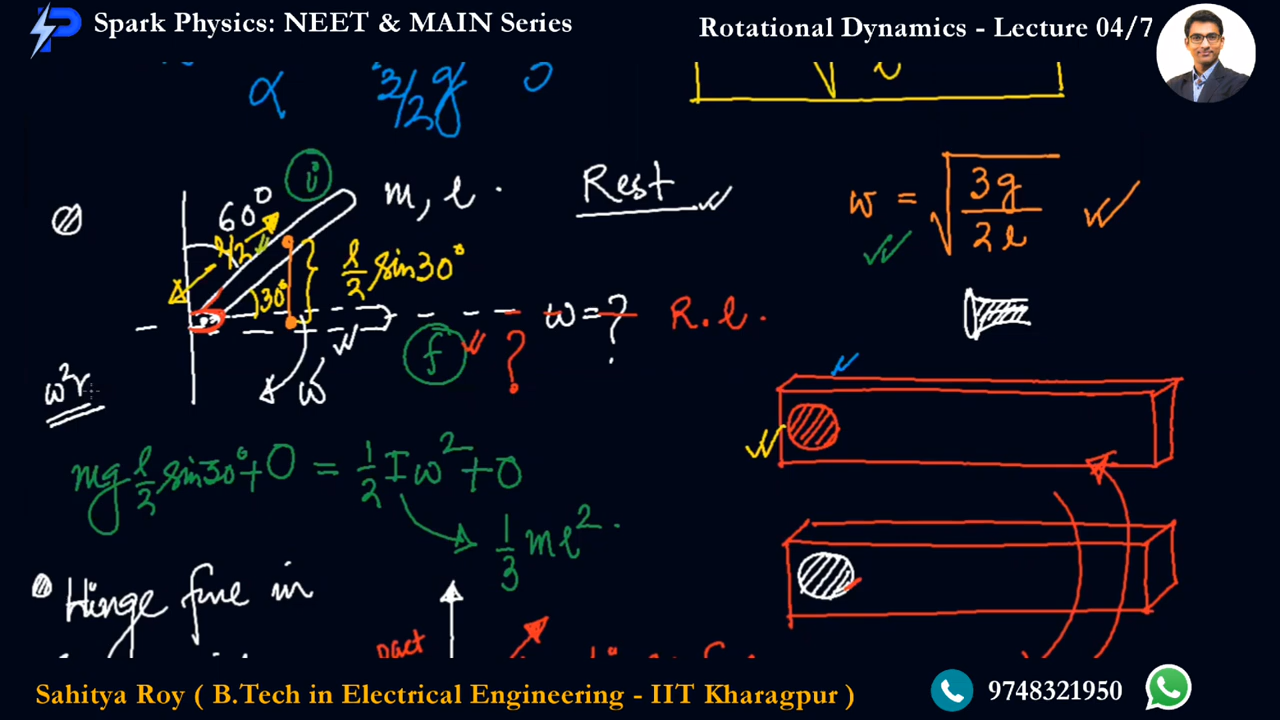 Spark Physics: NEET & MAIN Series
Rotational Dynamics - Lecture 04/7
α 3/2g
i
60°
m, l.
Rest
ω = √3g/2l
l/2
30°
l/2 sin30°
ω=?
R.l.
f
?
ω
ω²r
mg l/2 sin30°+0 = 1/2 Iω²+0
1/3 ml².
Hinge
in
Sahitya Roy ( B.Tech in Electrical Engineering - IIT Kharagpur )
9748321950